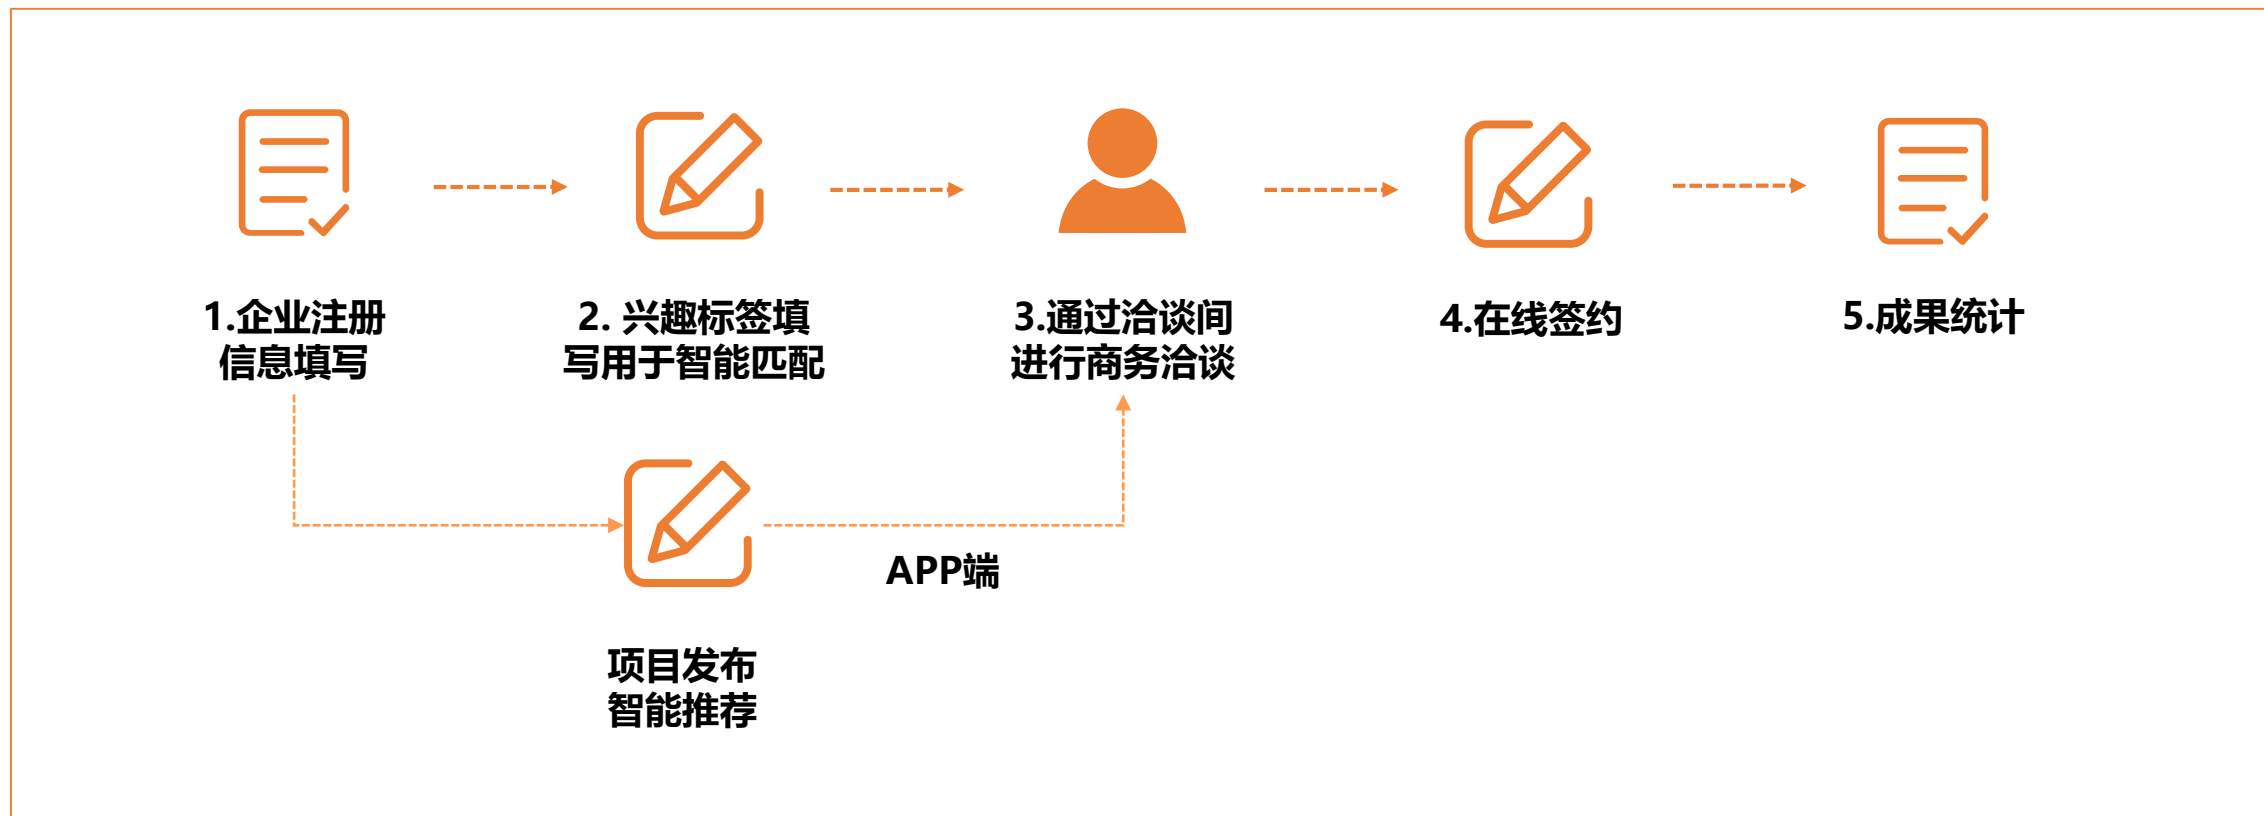 1.企业注册
信息填写
2. 兴趣标签填
写用于智能匹配
3.通过洽谈间
进行商务洽谈
4.在线签约
5.成果统计
APP端
项目发布
智能推荐